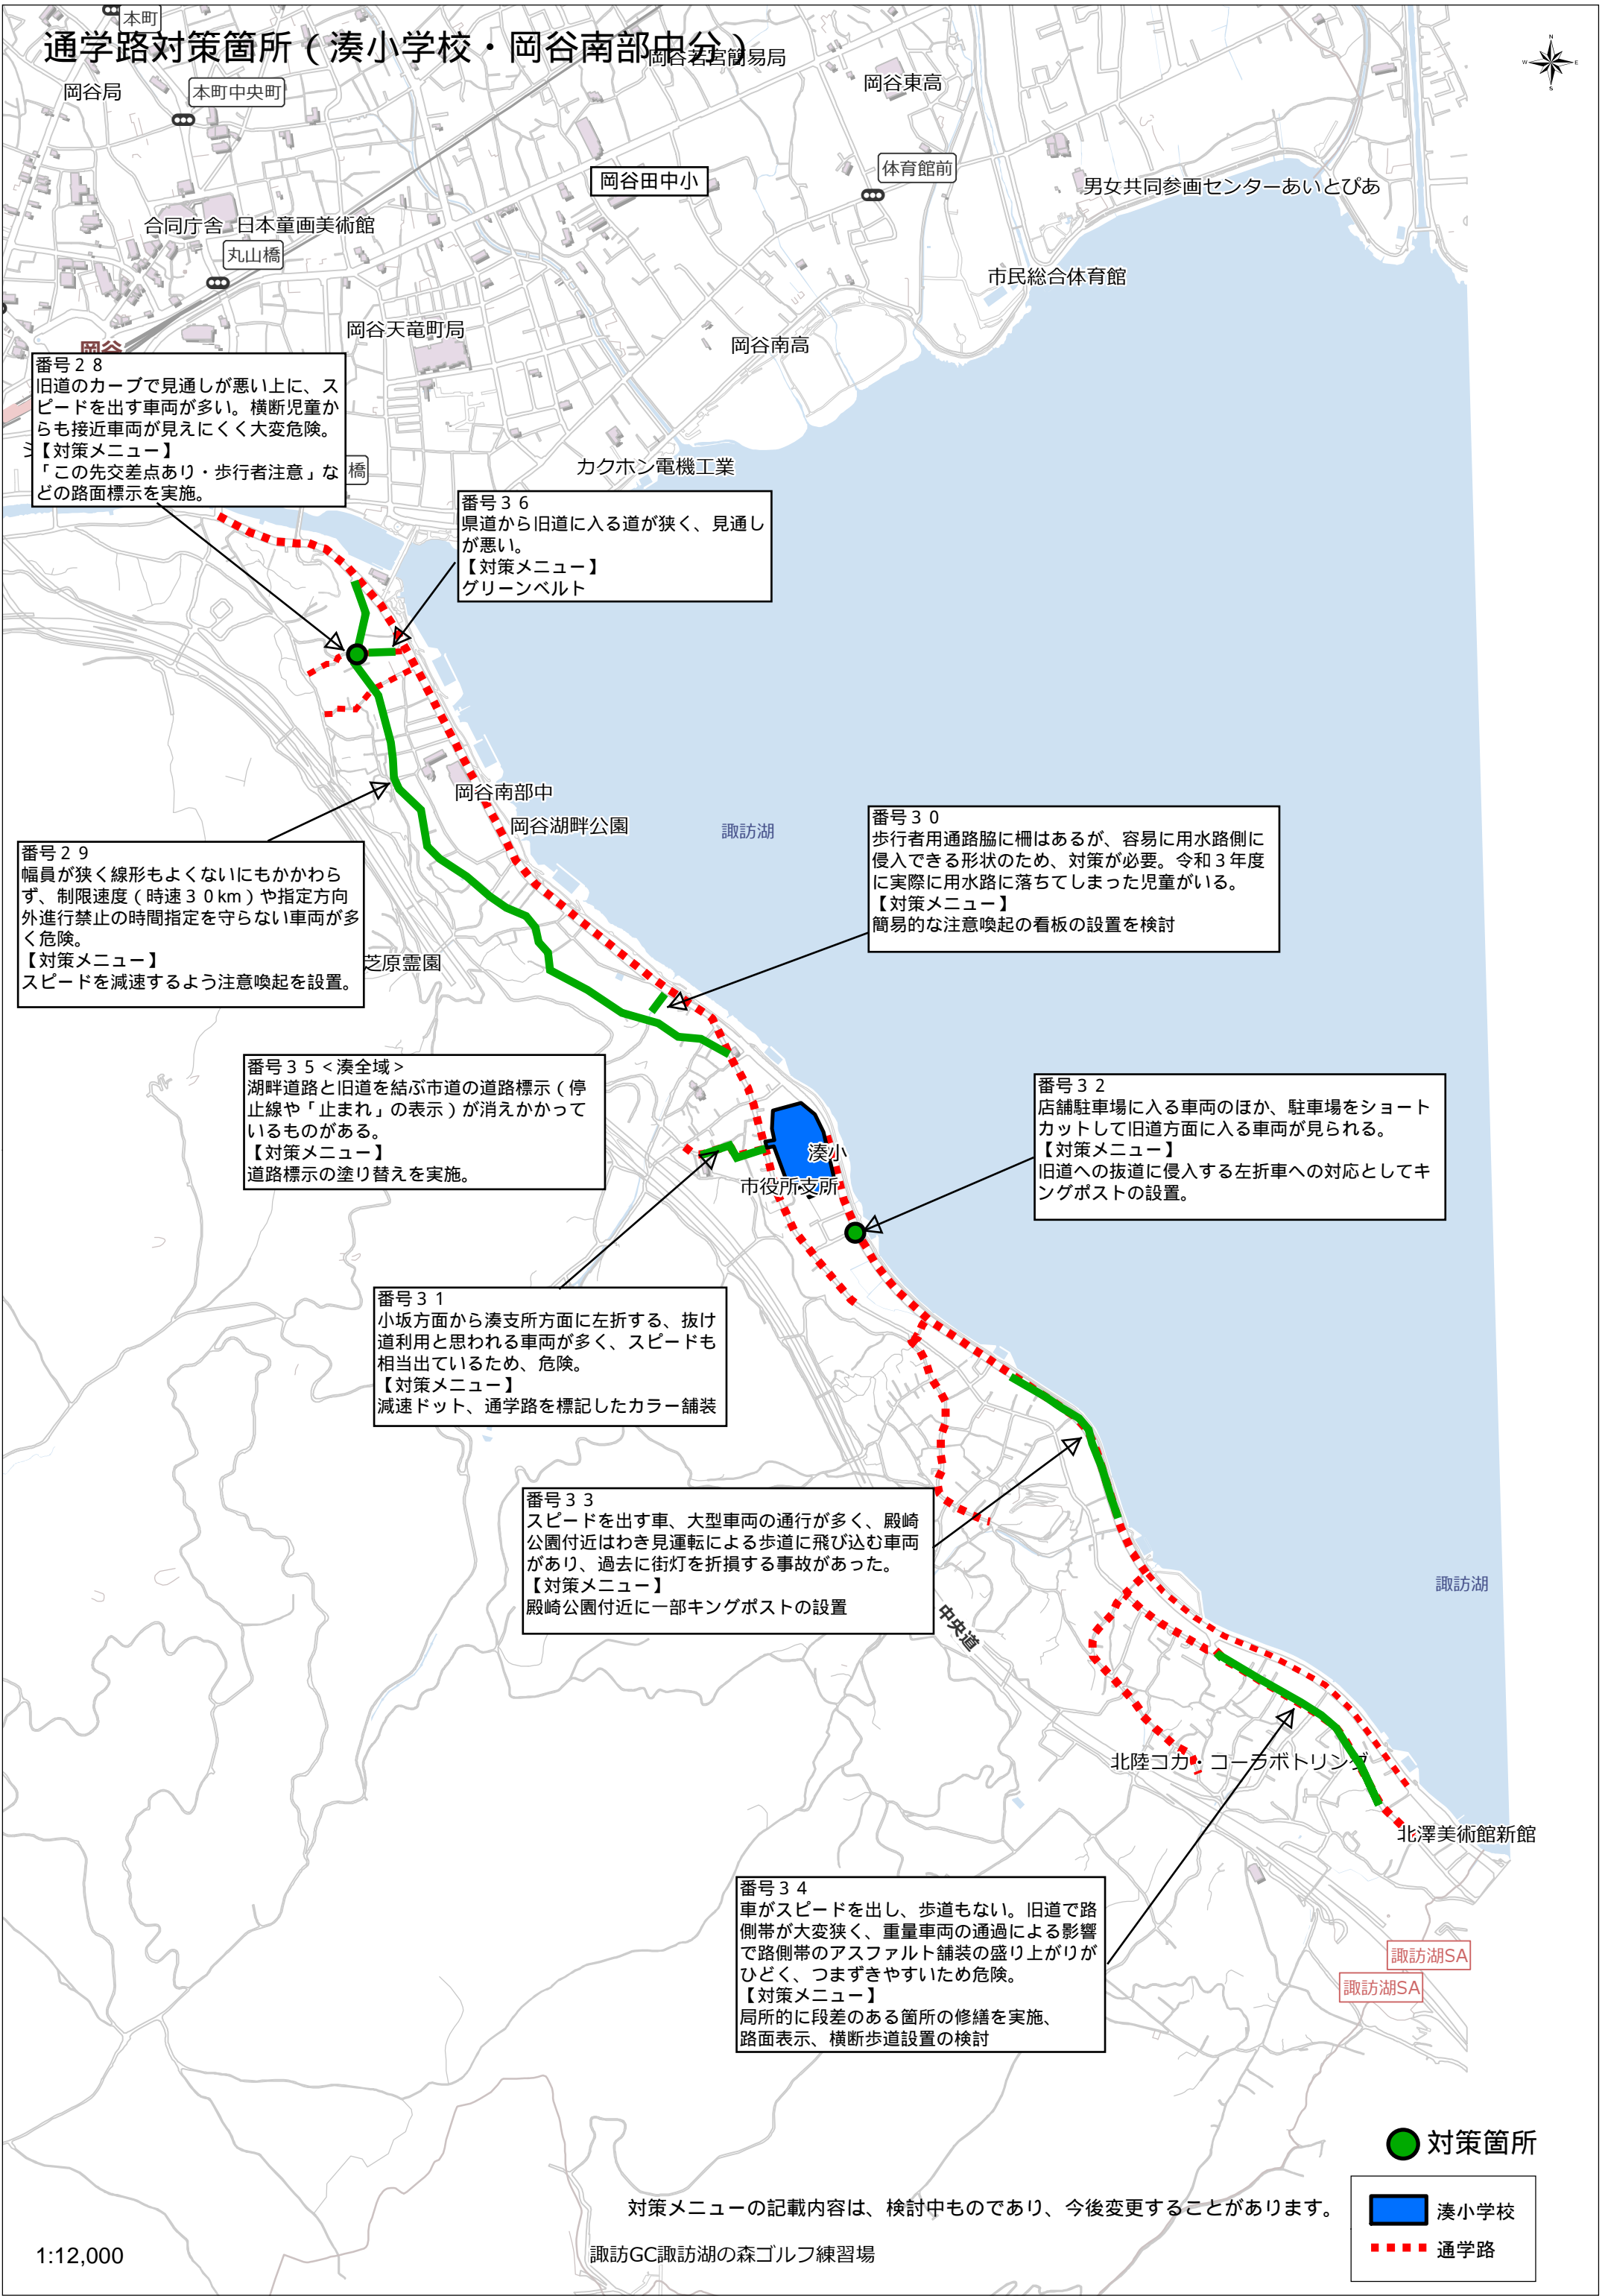 本町
通学路対策箇所（湊小学校・岡谷南部中分）
岡谷若宮簡易局
岡谷局
本町中央町
岡谷東高
体育館前
岡谷田中小
男女共同参画センターあいとぴあ
合同庁舎
日本童画美術館
丸山橋
市民総合体育館
岡谷天竜町局
岡谷南高
岡谷
番号２８
旧道のカーブで見通しが悪い上に、ス
ピードを出す車両が多い。横断児童か
らも接近車両が見えにくく大変危険。
【対策メニュー】
「この先交差点あり・歩行者注意」な
どの路面標示を実施。
橋
カクホン電機工業
番号３６
県道から旧道に入る道が狭く、見通し
が悪い。
【対策メニュー】
グリーンベルト
岡谷南部中
岡谷湖畔公園
諏訪湖
番号３０
歩行者用通路脇に柵はあるが、容易に用水路側に
侵入できる形状のため、対策が必要。令和３年度
に実際に用水路に落ちてしまった児童がいる。
【対策メニュー】
簡易的な注意喚起の看板の設置を検討
番号２９
幅員が狭く線形もよくないにもかかわら
ず、制限速度（時速３０km）や指定方向
外進行禁止の時間指定を守らない車両が多
く危険。
【対策メニュー】
スピードを減速するよう注意喚起を設置。
芝原霊園
番号３５＜湊全域＞
湖畔道路と旧道を結ぶ市道の道路標示（停
止線や「止まれ」の表示）が消えかかって
いるものがある。
【対策メニュー】
道路標示の塗り替えを実施。
番号３２
店舗駐車場に入る車両のほか、駐車場をショート
カットして旧道方面に入る車両が見られる。
【対策メニュー】
旧道への抜道に侵入する左折車への対応としてキ
ングポストの設置。
湊小
市役所支所
番号３１
小坂方面から湊支所方面に左折する、抜け
道利用と思われる車両が多く、スピードも
相当出ているため、危険。
【対策メニュー】
減速ドット、通学路を標記したカラー舗装
番号３３
スピードを出す車、大型車両の通行が多く、殿崎
公園付近はわき見運転による歩道に飛び込む車両
があり、過去に街灯を折損する事故があった。
【対策メニュー】
殿崎公園付近に一部キングポストの設置
諏訪湖
中央道
北陸コカ・コーラボトリング
北澤美術館新館
番号３４
車がスピードを出し、歩道もない。旧道で路
側帯が大変狭く、重量車両の通過による影響
で路側帯のアスファルト舗装の盛り上がりが
ひどく、つまずきやすいため危険。
【対策メニュー】
局所的に段差のある箇所の修繕を実施、
路面表示、横断歩道設置の検討
諏訪湖SA
諏訪湖SA
対策箇所
対策メニューの記載内容は、検討中ものであり、今後変更することがあります。
湊小学校
通学路
1:12,000
諏訪GC諏訪湖の森ゴルフ練習場
N
W
E
S